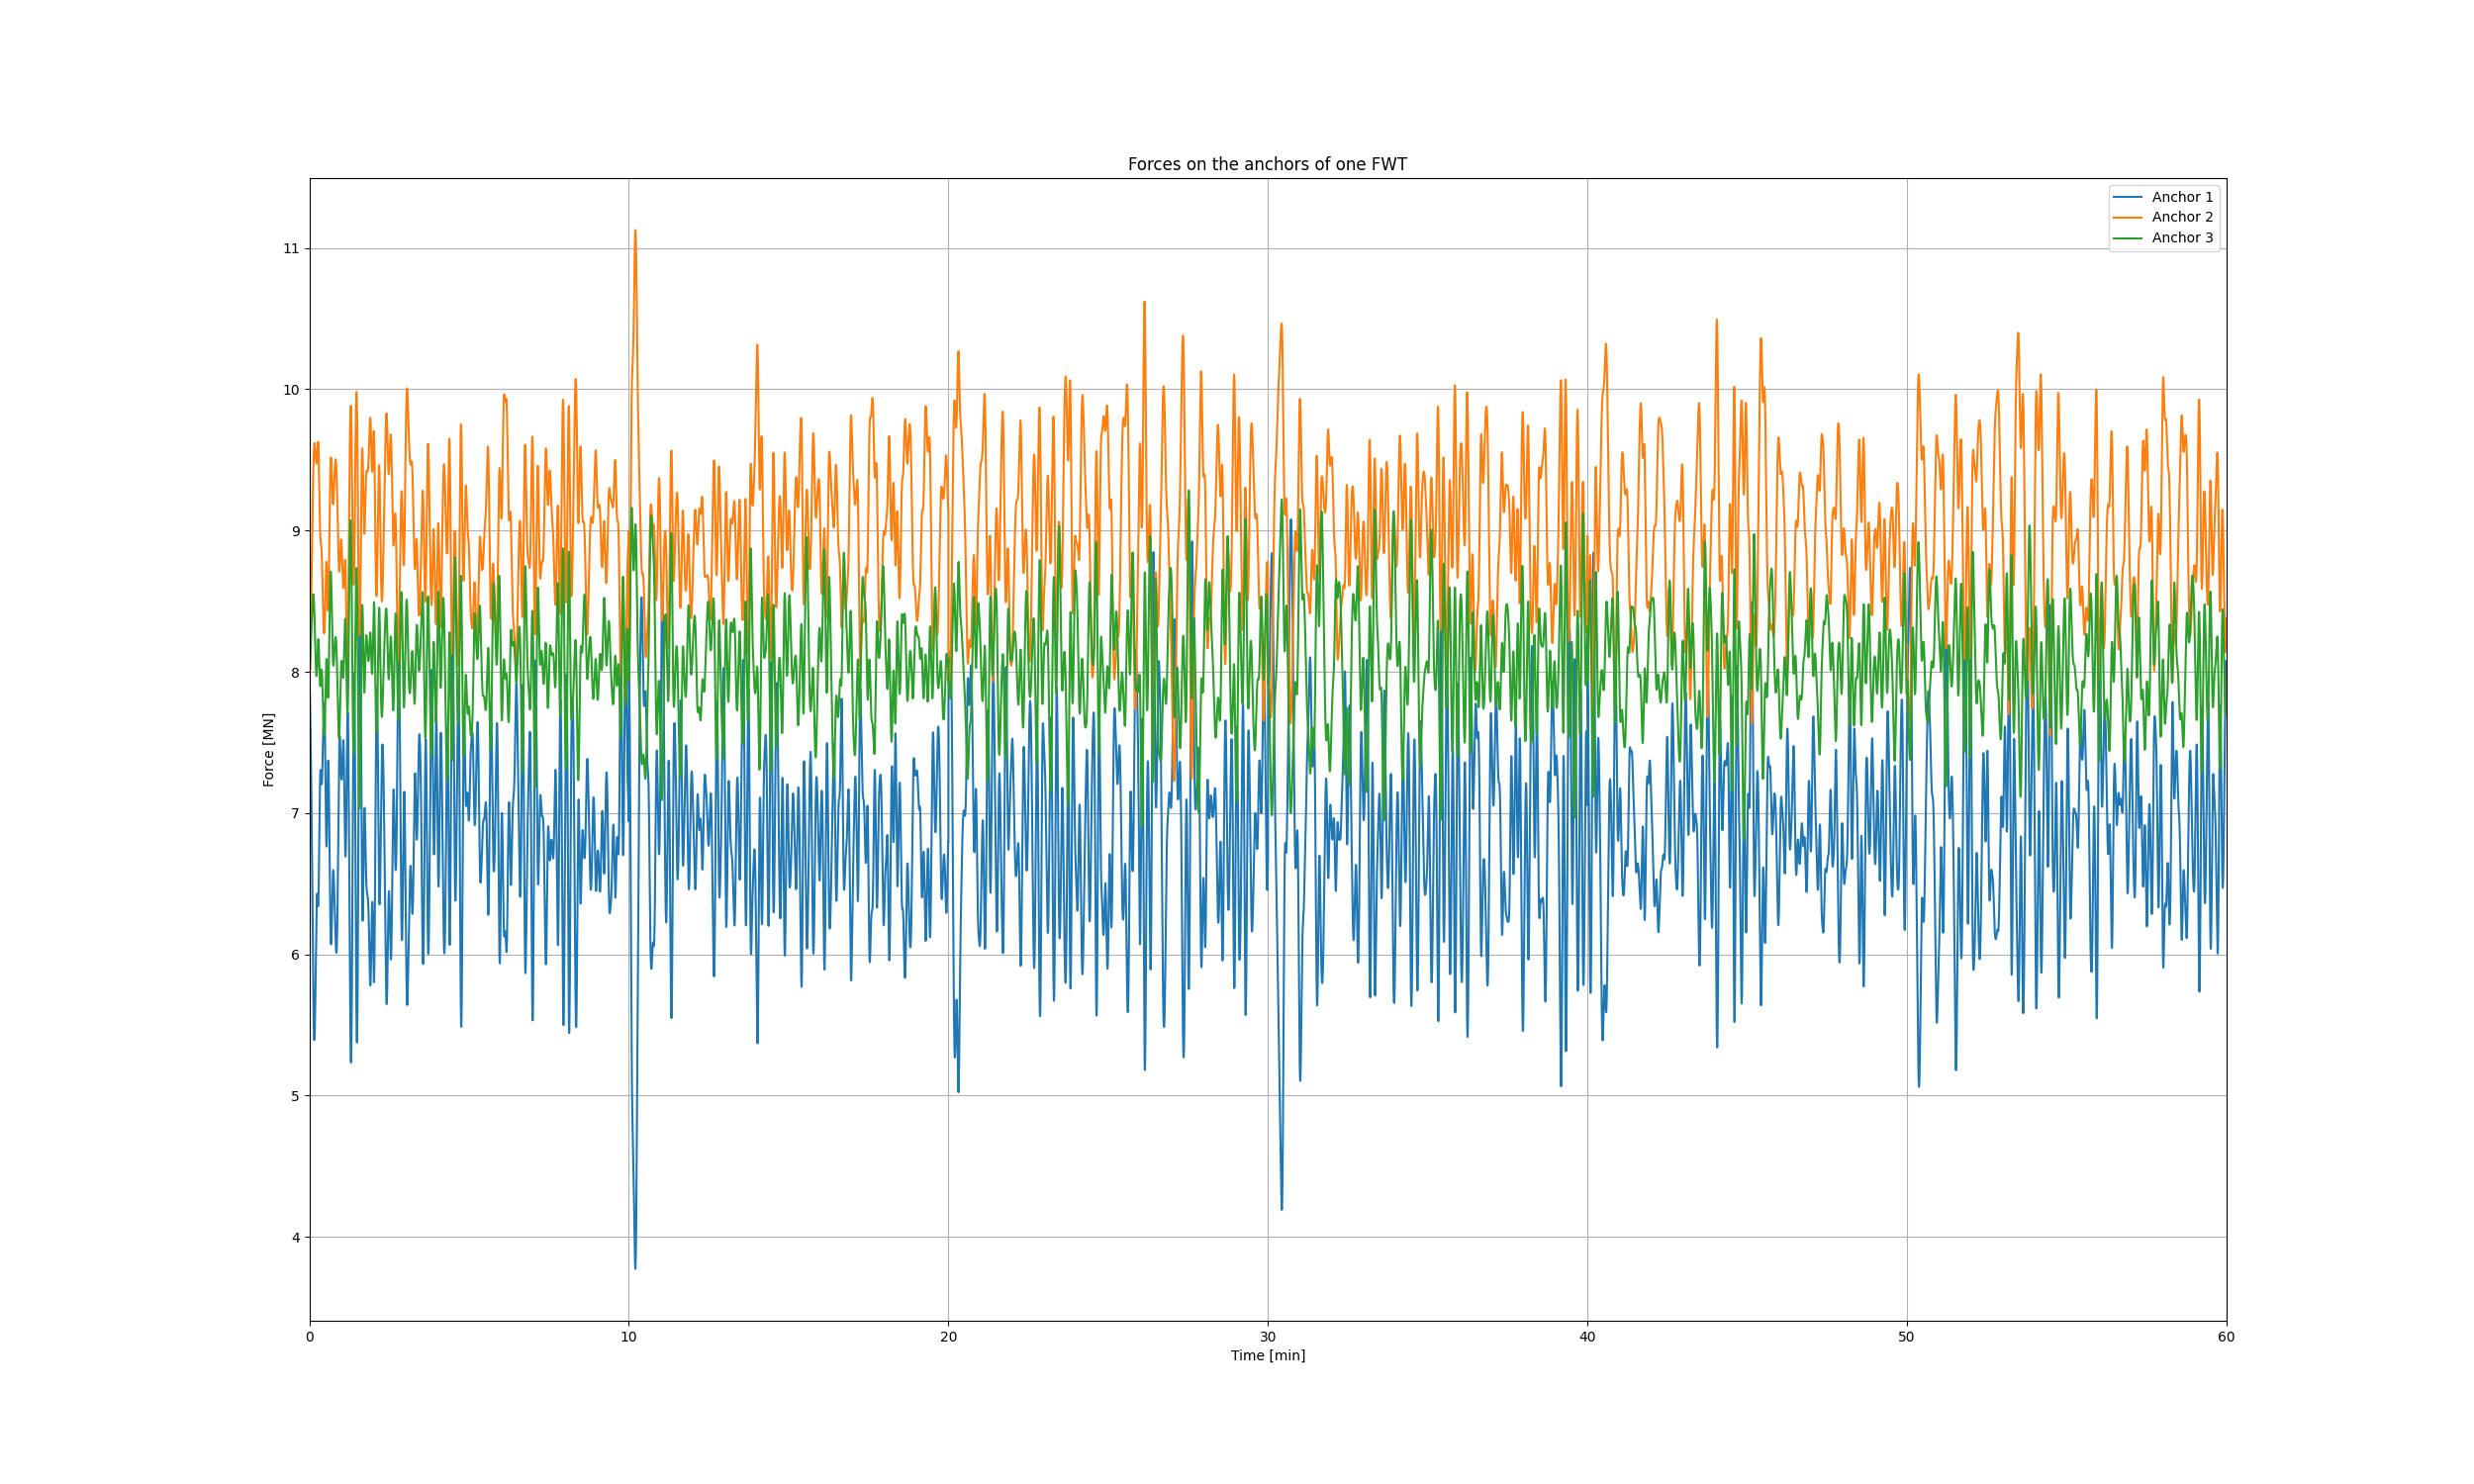 Forces on the anchors of one FWT
Anchor 1
Anchor 2
Anchor 3
Force [MN]
11
10
9
8
7
6
5
4
0 10 20 30 40 50 60
Time [min]